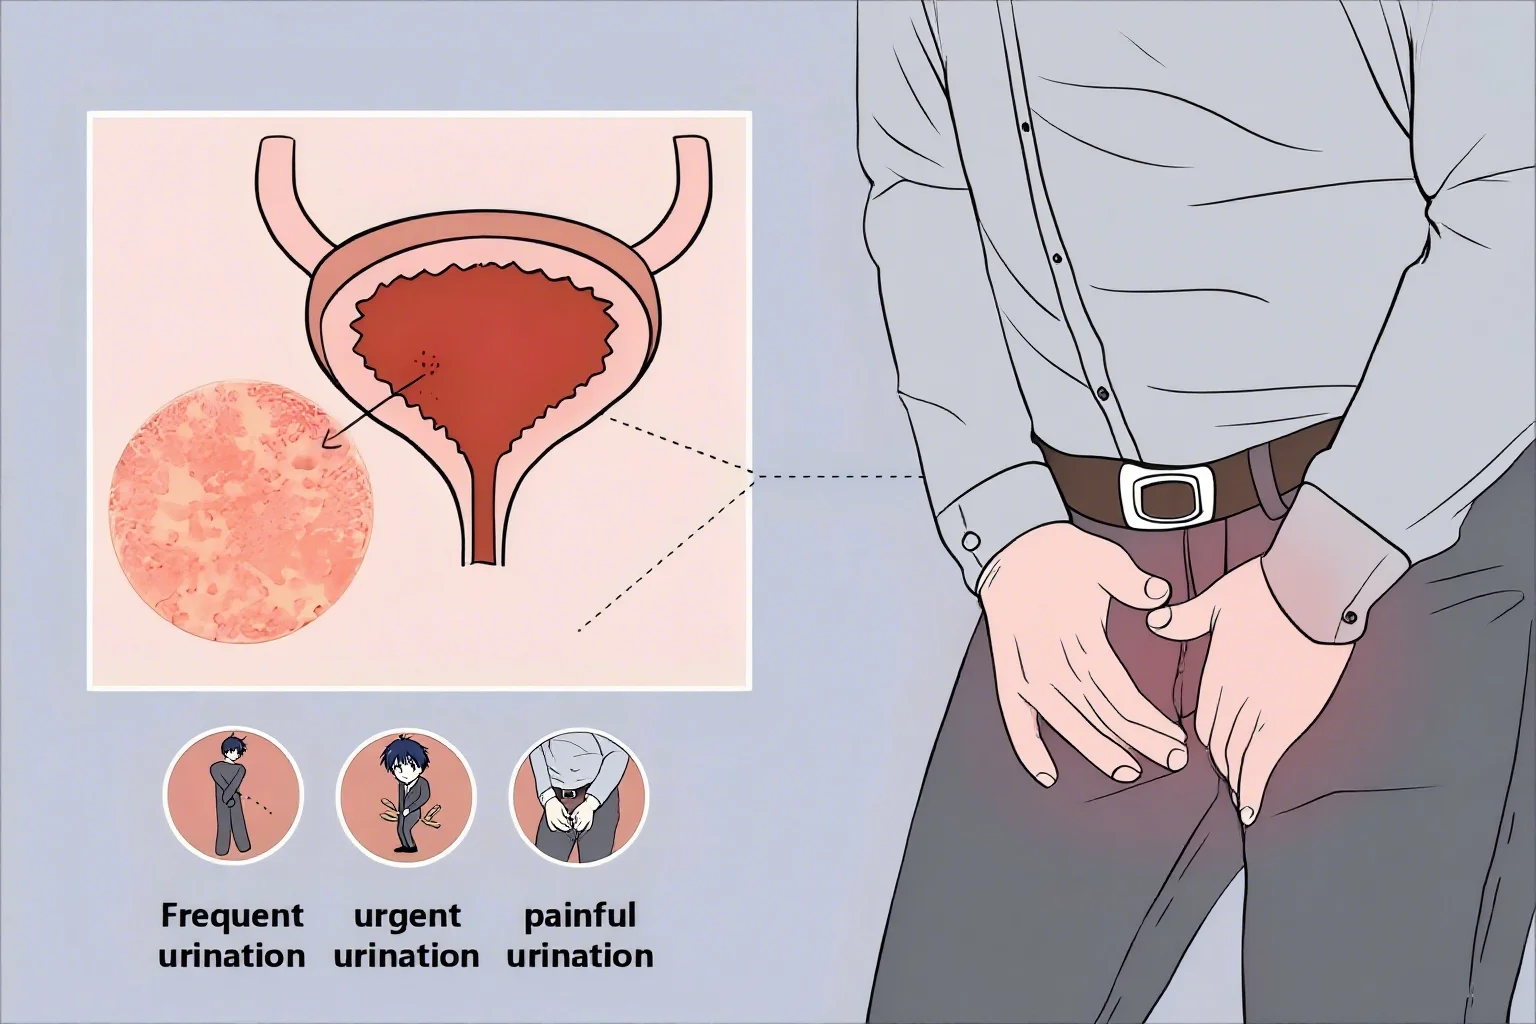 Frequent
urination
urgent
urination
painful
urination